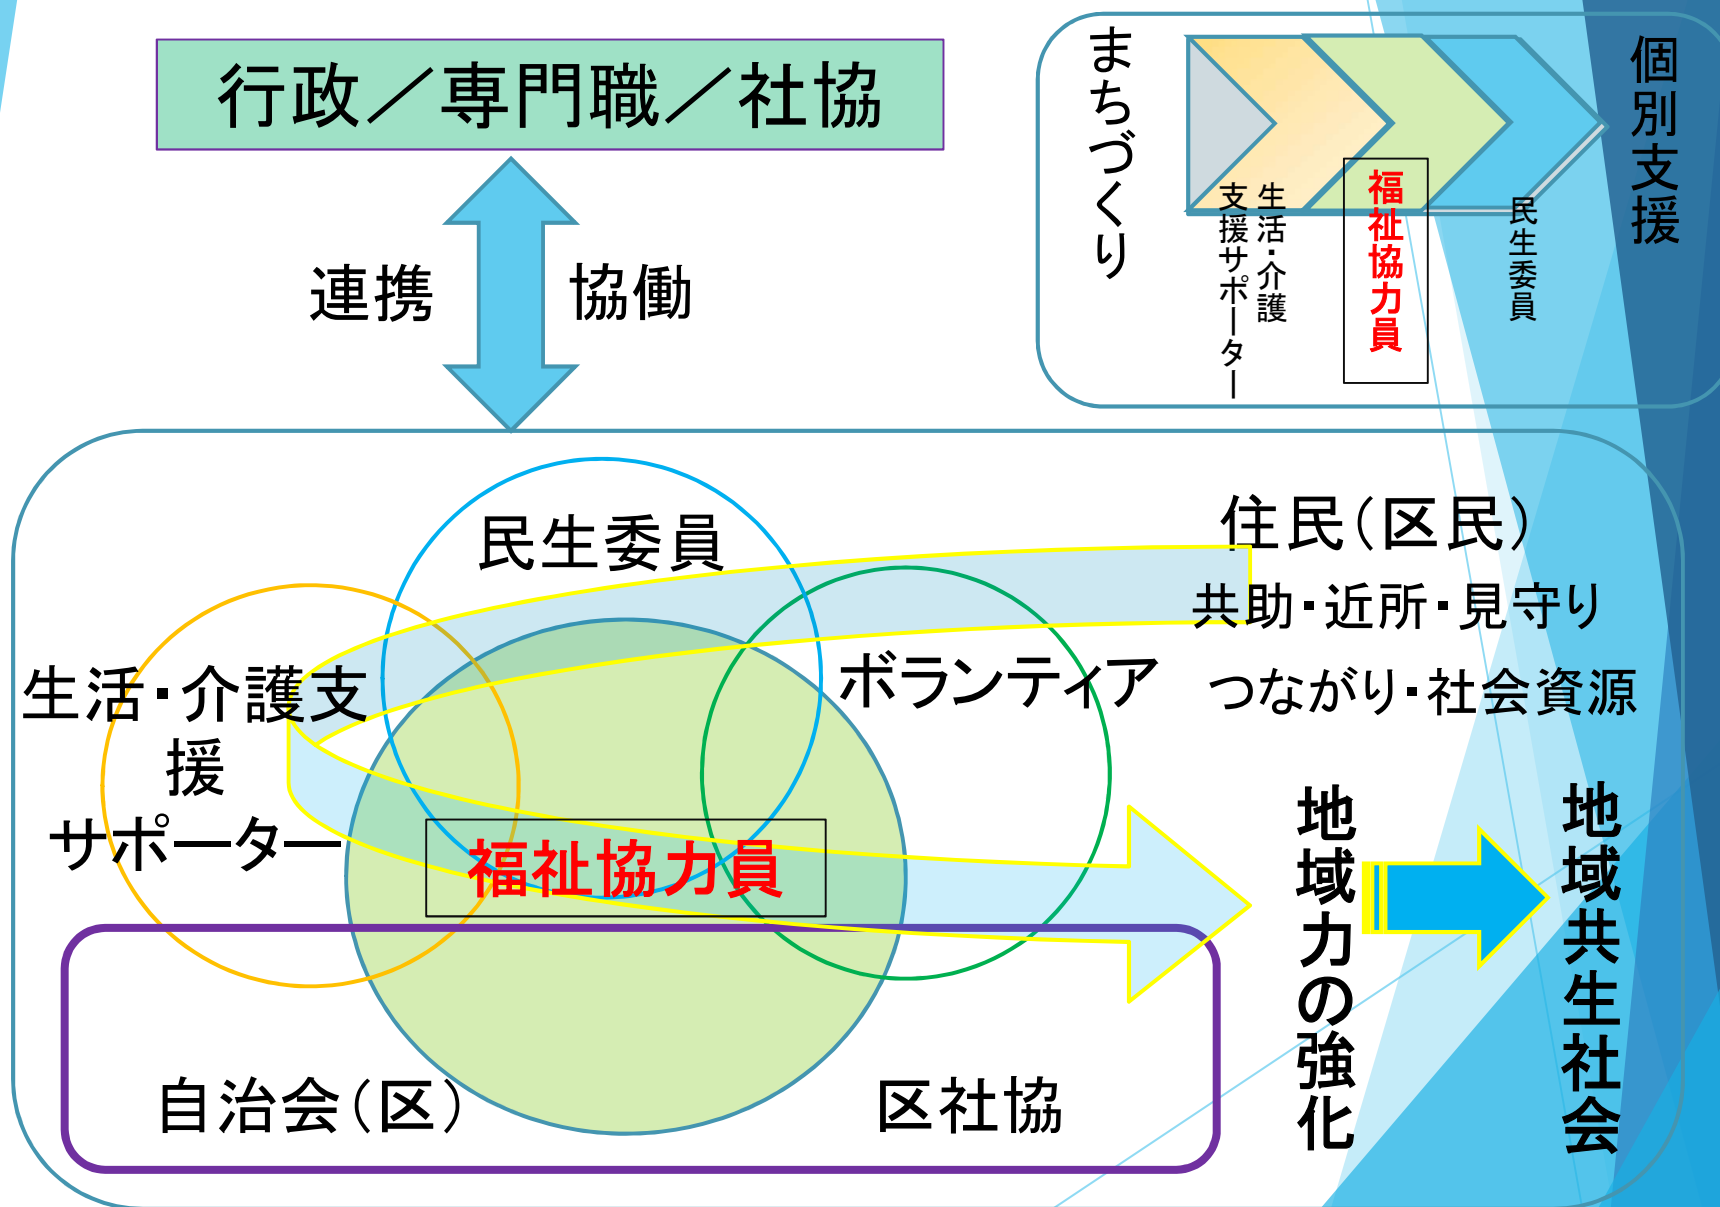 行政／専門職／社協
連携
協働
まちづくり
生活・介護
支援サポーター
福祉協力員
民生委員
個別支援
民生委員
住民（区民）
共助・近所・見守り
つながり・社会資源
生活・介護支
援
サポーター
ボランティア
福祉協力員
自治会（区）
区社協
地域力の強化
地域共生社会